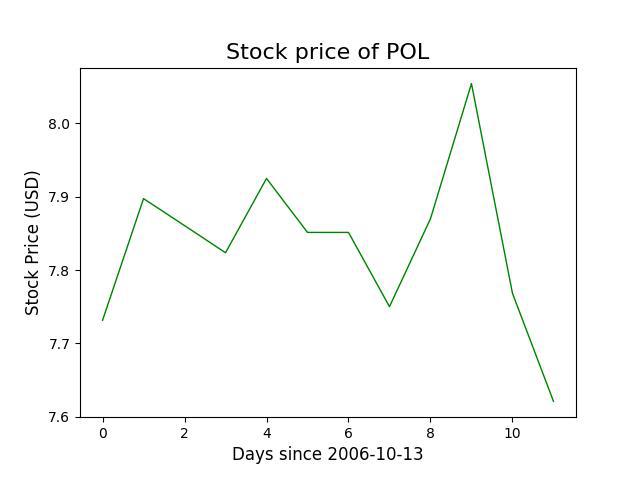 Stock price of POL
Stock Price (USD)
8.0
7.9
7.8
7.7
7.6
0 2 4 6 8 10
Days since 2006-10-13